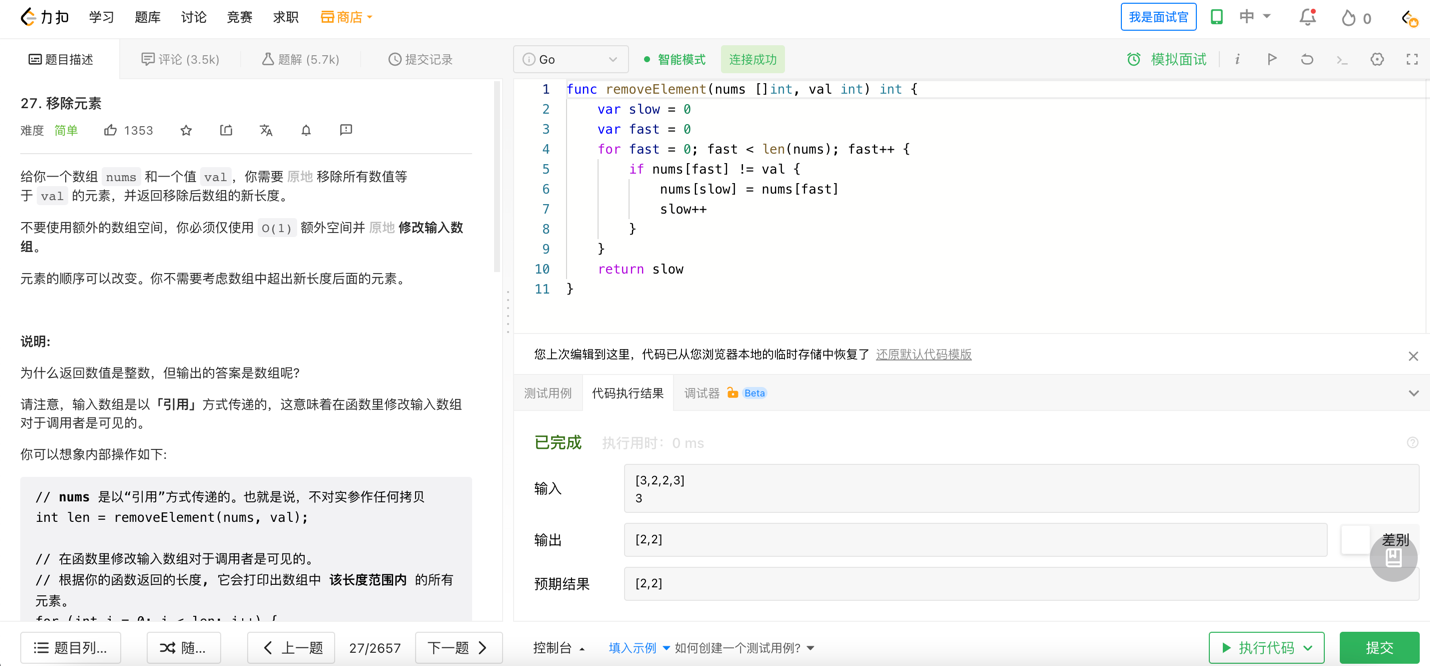 力扣 学习 题库 讨论 竞赛 求职 商店 我是面试官 中 0
题目描述 评论 (3.5k) 题解 (5.7k) 提交记录
27. 移除元素
难度 简单 1353
给你一个数组 nums 和一个值 val，你需要 原地 移除所有数值等
于 val 的元素，并返回移除后数组的新长度。
不要使用额外的数组空间，你必须仅使用 O(1) 额外空间并 原地 修改输入数
组。
元素的顺序可以改变。你不需要考虑数组中超出新长度后面的元素。
说明:
为什么返回数值是整数，但输出的答案是数组呢?
请注意，输入数组是以「引用」方式传递的，这意味着在函数里修改输入数组
对于调用者是可见的。
你可以想象内部操作如下:
// nums 是以“引用”方式传递的。也就是说，不对实参作任何拷贝
int len = removeElement(nums, val);
// 在函数里修改输入数组对于调用者是可见的。
// 根据你的函数返回的长度, 它会打印出数组中 该长度范围内 的所有
元素。
for (int i = 0; i < len; i++) {
题目列... 随... 上一题 27/2657 下一题
i Go 智能模式 连接成功 模拟面试 i
1 func removeElement(nums []int, val int) int {
2 var slow = 0
3 var fast = 0
4 for fast = 0; fast < len(nums); fast++ {
5 if nums[fast] != val {
6 nums[slow] = nums[fast]
7 slow++
8 }
9 }
10 return slow
11 }
您上次编辑到这里，代码已从您浏览器本地的临时存储中恢复了 还原默认代码模版
测试用例 代码执行结果 调试器 Beta
已完成 执行用时：0 ms
输入
[3,2,2,3]
3
输出 [2,2] 差别
预期结果 [2,2]
控制台 填入示例 如何创建一个测试用例? 执行代码 提交